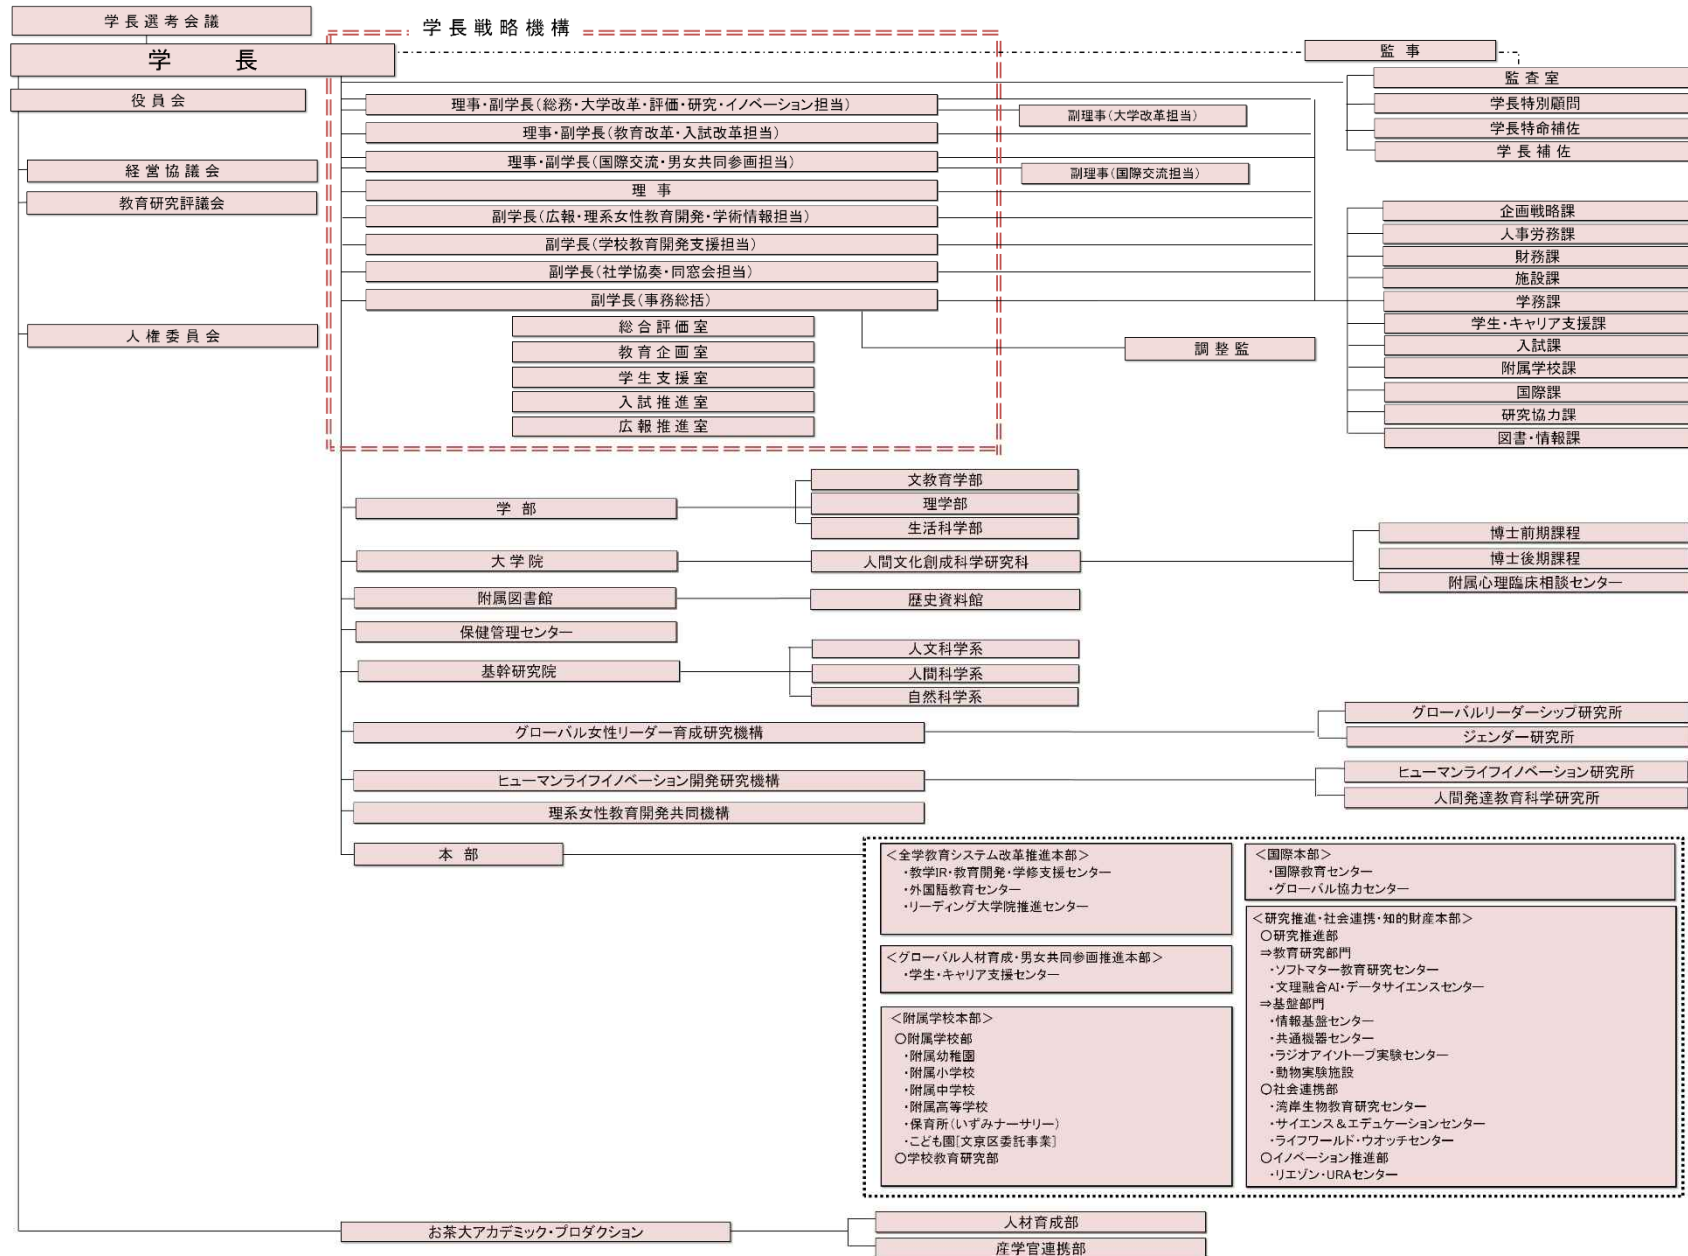 学長選考会議
学長戦略機構
学長
監事
役員会
監査室
理事・副学長(総務・大学改革・評価・研究・イノベーション担当)
学長特別顧問
副理事(大学改革担当)
理事・副学長(教育改革・入試改革担当)
学長特命補佐
学長補佐
理事・副学長(国際交流・男女共同参画担当)
経営協議会
副理事(国際交流担当)
理事
教育研究評議会
企画戦略課
副学長(広報・理系女性教育開発・学術情報担当)
人事労務課
副学長(学校教育開発支援担当)
財務課
副学長(社学協奏・同窓会担当)
施設課
副学長(事務総括)
学務課
総合評価室
学生・キャリア支援課
人権委員会
調整監
入試課
教育企画室
附属学校課
学生支援室
国際課
入試推進室
研究協力課
広報推進室
図書・情報課
文教育学部
学部
理学部
生活科学部
博士前期課程
大学院
人間文化創成科学研究科
博士後期課程
附属心理臨床相談センター
附属図書館
歴史資料館
保健管理センター
人文科学系
基幹研究院
人間科学系
自然科学系
グローバルリーダーシップ研究所
グローバル女性リーダー育成研究機構
ジェンダー研究所
ヒューマンライフイノベーション研究所
ヒューマンライフイノベーション開発研究機構
人間発達教育科学研究所
理系女性教育開発共同機構
本部
<全学教育システム改革推進本部>
・教学IR・教育開発・学修支援センター
・外国語教育センター
・リーディング大学院推進センター
<グローバル人材育成・男女共同参画推進本部>
・学生・キャリア支援センター
<附属学校本部>
○附属学校部
・附属幼稚園
・附属小学校
・附属中学校
・附属高等学校
・保育所(いずみナーサリー)
・こども園[文京区委託事業]
○学校教育研究部
<国際本部>
・国際教育センター
・グローバル協力センター
<研究推進・社会連携・知的財産本部>
○研究推進部
⇒教育研究部門
・ソフトマター教育研究センター
・文理融合AI・データサイエンスセンター
⇒基盤部門
・情報基盤センター
・共通機器センター
・ラジオアイソトープ実験センター
・動物実験施設
○社会連携部
・湾岸生物教育研究センター
・サイエンス&エデュケーションセンター
・ライフワールド・ウオッチセンター
○イノベーション推進部
・リエゾン・URAセンター
お茶大アカデミック・プロダクション
人材育成部
産学官連携部